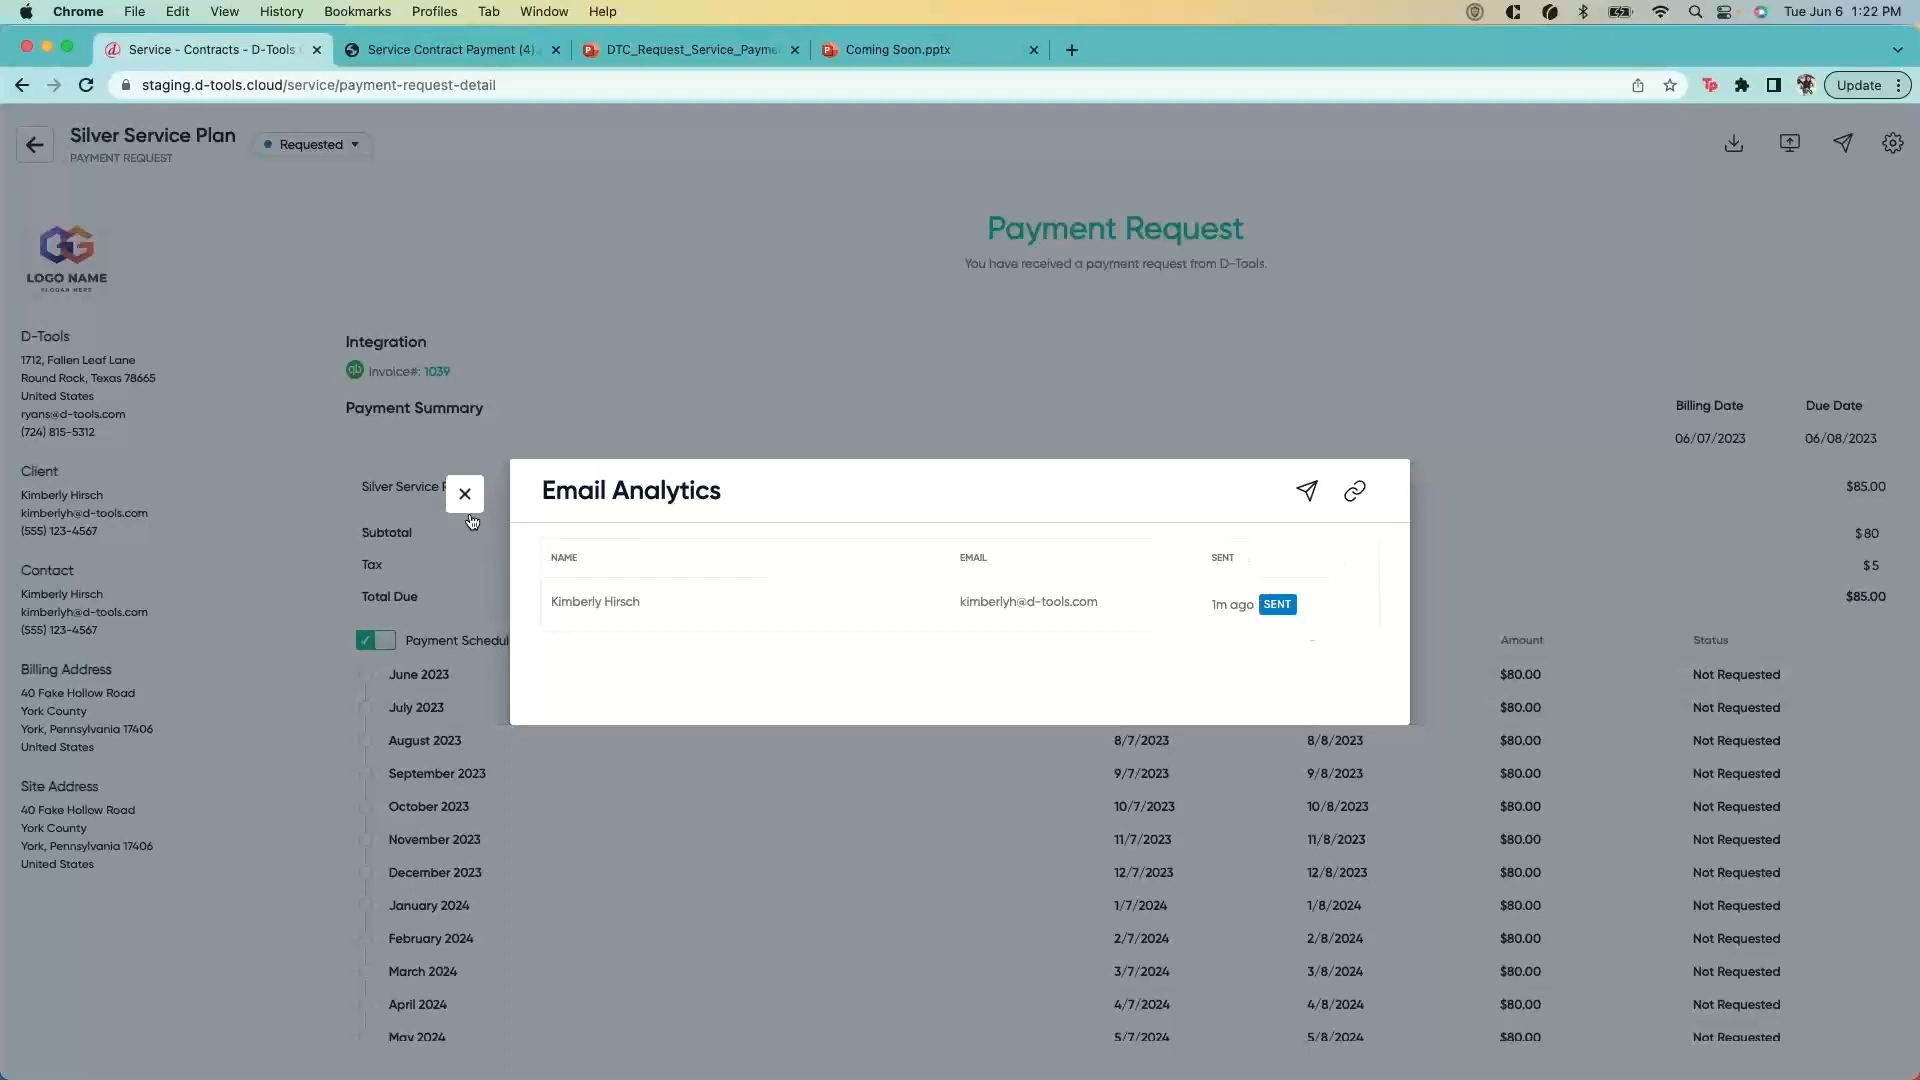 Chrome File Edit View History Bookmarks Profiles Tab Window Help Tue Jun 6 1:22 PM
Service - Contracts - D-Tools Service Contract Payment (4) DTC_Request_Service_Payme Coming Soon.pptx
staging.d-tools.cloud/service/payment-request-detail Update
Silver Service Plan
PAYMENT REQUEST
Requested
Payment Request
You have received a payment request from D-Tools.
GG
LOGO NAME
SLOGAN HERE
D-Tools
1712, Fallen Leaf Lane
Round Rock, Texas 78665
United States
ryans@d-tools.com
(724) 815-5312
Client
Kimberly Hirsch
kimberlyh@d-tools.com
(555) 123-4567
Contact
Kimberly Hirsch
kimberlyh@d-tools.com
(555) 123-4567
Billing Address
40 Fake Hollow Road
York County
York, Pennsylvania 17406
United States
Site Address
40 Fake Hollow Road
York County
York, Pennsylvania 17406
United States
Integration
qb Invoice#: 1039
Payment Summary
Billing Date Due Date
06/07/2023 06/08/2023
Silver Service $85.00
Subtotal $80
Tax $5
Total Due $85.00
Email Analytics
NAME EMAIL SENT
Kimberly Hirsch kimberlyh@d-tools.com 1m ago SENT
Payment Schedul Amount Status
June 2023 $80.00 Not Requested
July 2023 $80.00 Not Requested
August 2023 8/7/2023 8/8/2023 $80.00 Not Requested
September 2023 9/7/2023 9/8/2023 $80.00 Not Requested
October 2023 10/7/2023 10/8/2023 $80.00 Not Requested
November 2023 11/7/2023 11/8/2023 $80.00 Not Requested
December 2023 12/7/2023 12/8/2023 $80.00 Not Requested
January 2024 1/7/2024 1/8/2024 $80.00 Not Requested
February 2024 2/7/2024 2/8/2024 $80.00 Not Requested
March 2024 3/7/2024 3/8/2024 $80.00 Not Requested
April 2024 4/7/2024 4/8/2024 $80.00 Not Requested
May 2024 5/7/2024 5/8/2024 $80.00 Not Requested